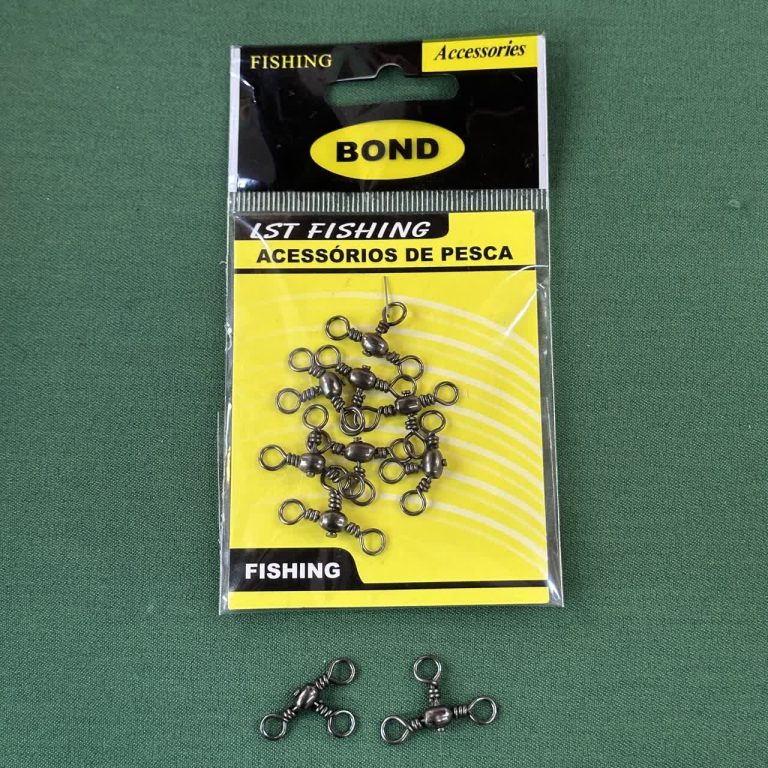 FISHING
Accessories
BOND
LST FISHING
ACESSÓRIOS DE PESCA
FISHING